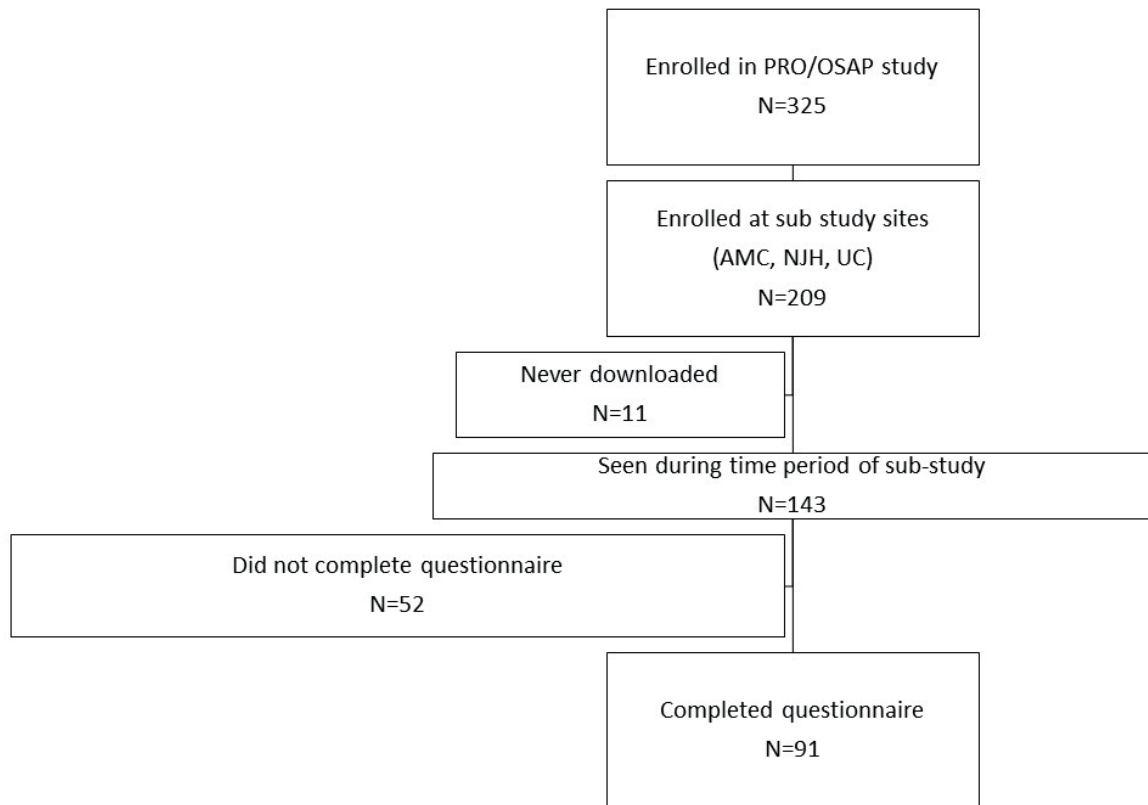 Enrolled in PRO/OSAP study
N=325
Enrolled at sub study sites
(AMC, NJH, UC)
N=209
Never downloaded
N=11
Seen during time period of sub-study
N=143
Did not complete questionnaire
N=52
Completed questionnaire
N=91